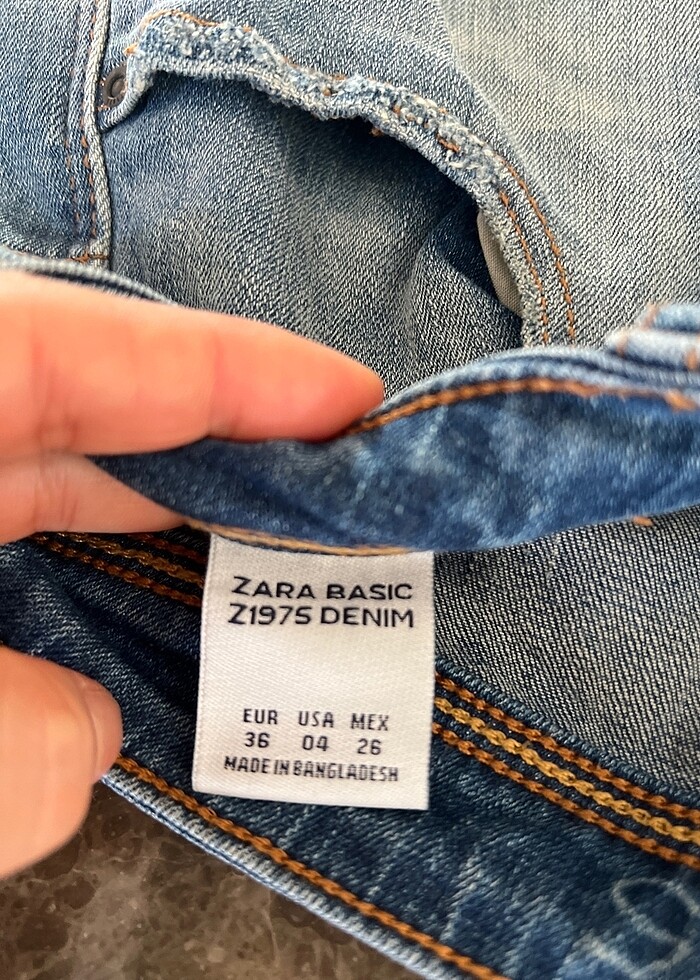 ZARA BASIC
Z1975 DENIM
EUR USA MEX
36 04 26
MADE IN BANGLADESH